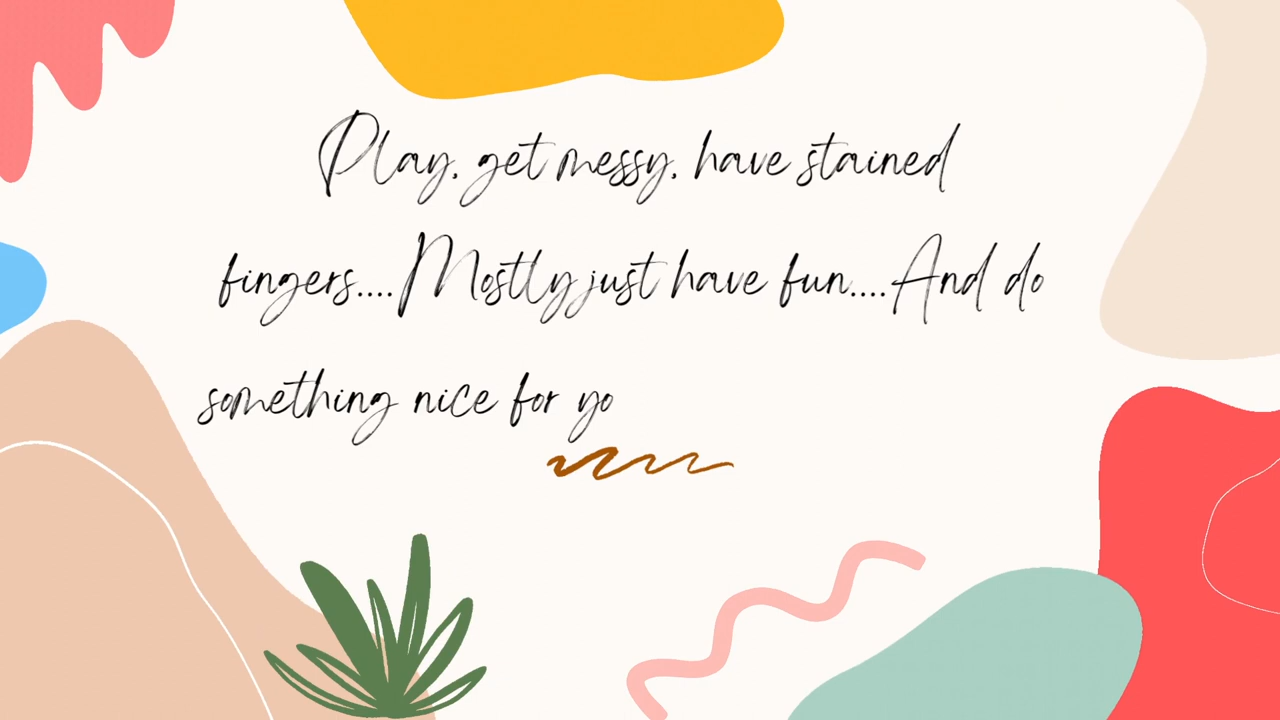 Play, get messy, have stained
fingers....Mostly just have fun....And do
something nice for yo